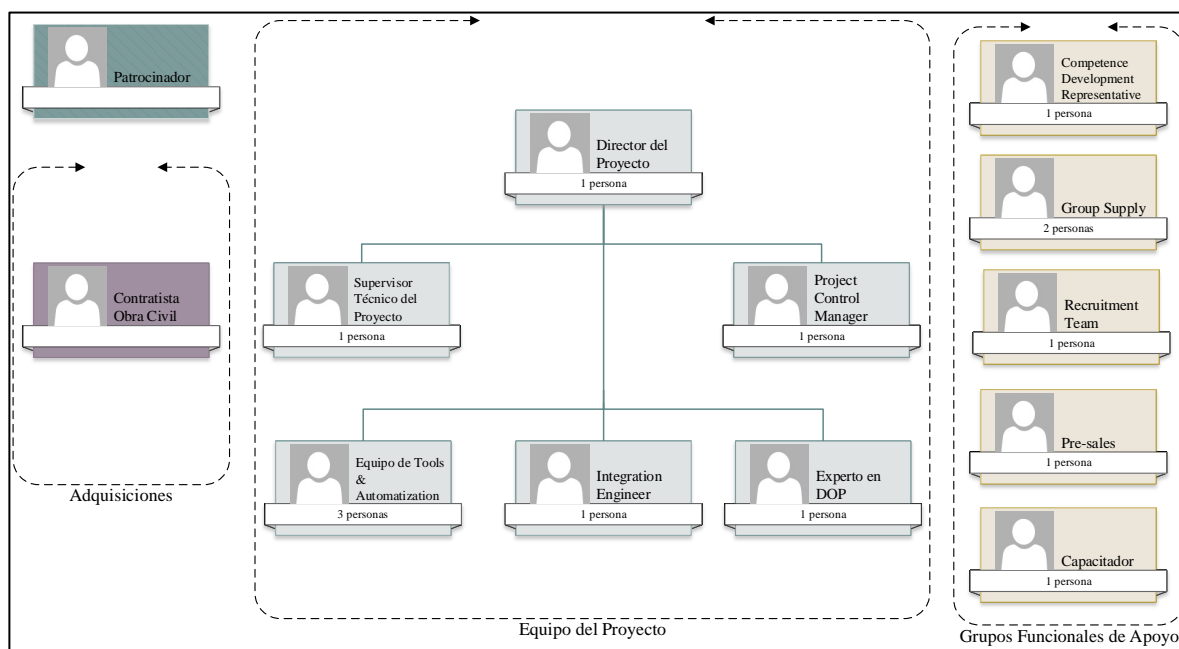 Patrocinador
Contratista
Obra Civil
Adquisiciones
Director del
Proyecto
1 persona
Supervisor
Técnico del
Proyecto
1 persona
Project
Control
Manager
1 persona
Equipo de Tools
&
Automatization
3 personas
Integration
Engineer
1 persona
Experto en
DOP
1 persona
Equipo del Proyecto
Competence
Development
Representative
1 persona
Group Supply
2 personas
Recruitment
Team
1 persona
Pre-sales
1 persona
Capacitador
1 persona
Grupos Funcionales de Apoyo